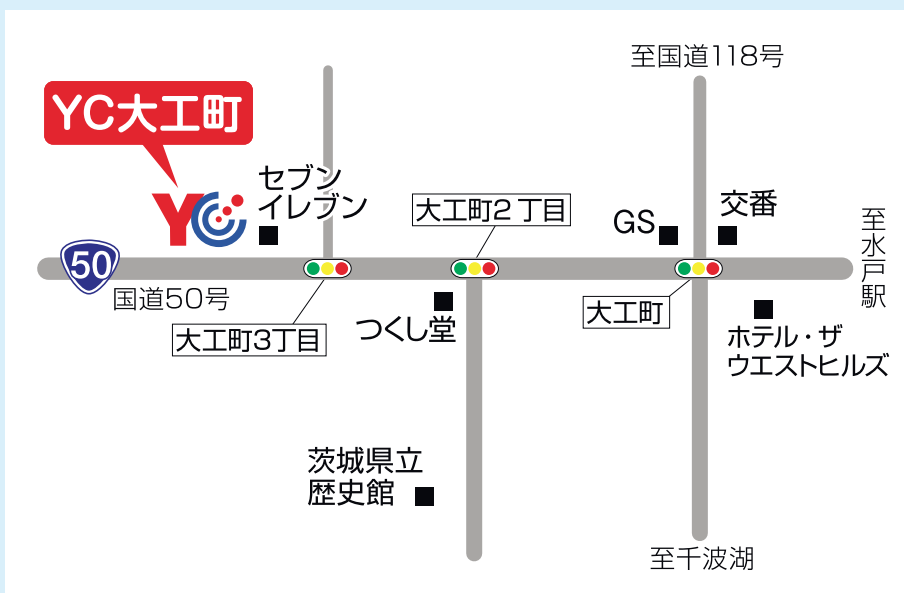 至国道118号
YC大工町
YC
セブン
イレブン
大工町2丁目
GS
交番
至水戸駅
50
国道50号
大工町3丁目
つくし堂
大工町
ホテル・ザ
ウエストヒルズ
茨城県立
歴史館
至千波湖